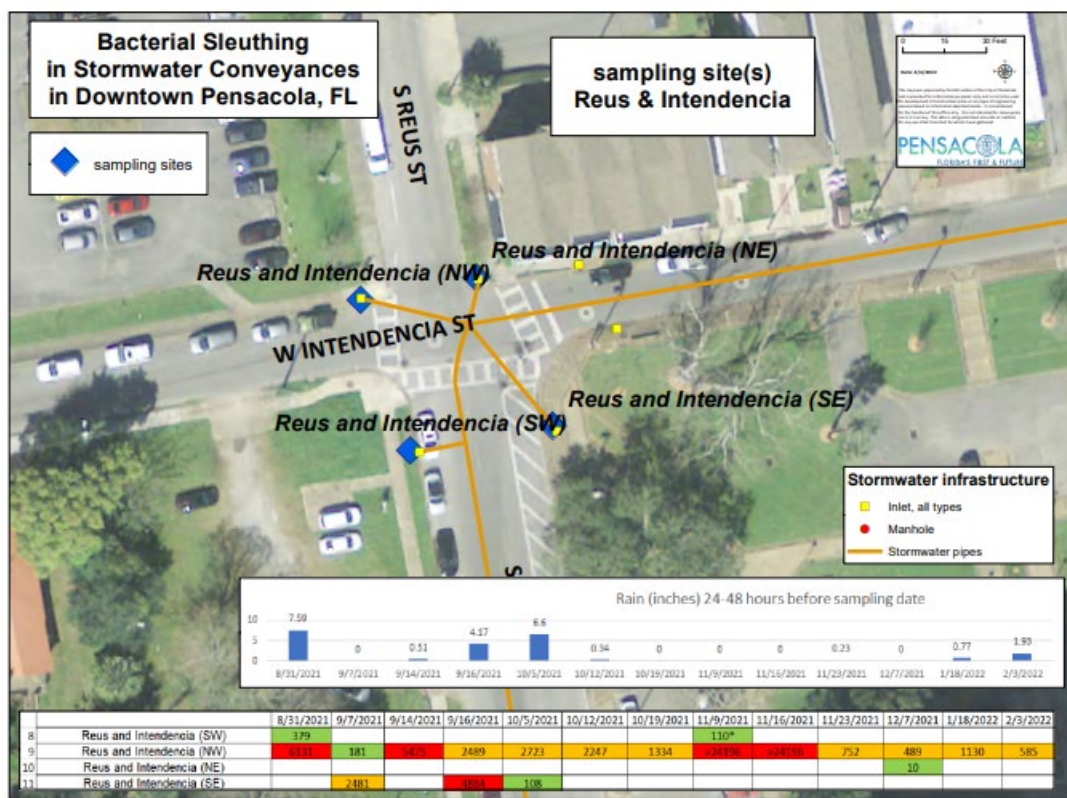 Bacterial Sleuthing
in Stormwater Conveyances
in Downtown Pensacola, FL
sampling site(s)
Reus & Intendencia
0 15 30 Feet
PENSACOLA
FLORIDA'S FIRST & FUTURE
sampling sites
S REUS ST
Reus and Intendencia (NE)
Reus and Intendencia (NW)
W INTENDENCIA ST
Reus and Intendencia (SE)
Reus and Intendencia (SW)
Stormwater infrastructure
Inlet, all types
Manhole
Stormwater pipes
S
Rain (inches) 24-48 hours before sampling date
10
5
0
7.59 0 4.17 6.6 0.34 0 0 0 0.23 0 0.77 1.93
8/31/2021 9/7/2021 9/14/2021 9/16/2021 10/5/2021 10/12/2021 10/19/2021 11/9/2021 11/16/2021 11/23/2021 12/7/2021 1/18/2022 2/3/2022
8/31/2021 9/7/2021 9/14/2021 9/16/2021 10/5/2021 10/12/2021 10/19/2021 11/9/2021 11/16/2021 11/23/2021 12/7/2021 1/18/2022 2/3/2022
8 Reus and Intendencia (SW) 379 110*
9 Reus and Intendencia (NW) 6131 181 5475 2489 2723 2247 1334 >24196 >24196 752 489 1130 585
10 Reus and Intendencia (NE) 10
11 Reus and Intendencia (SE) 2481 4884 108